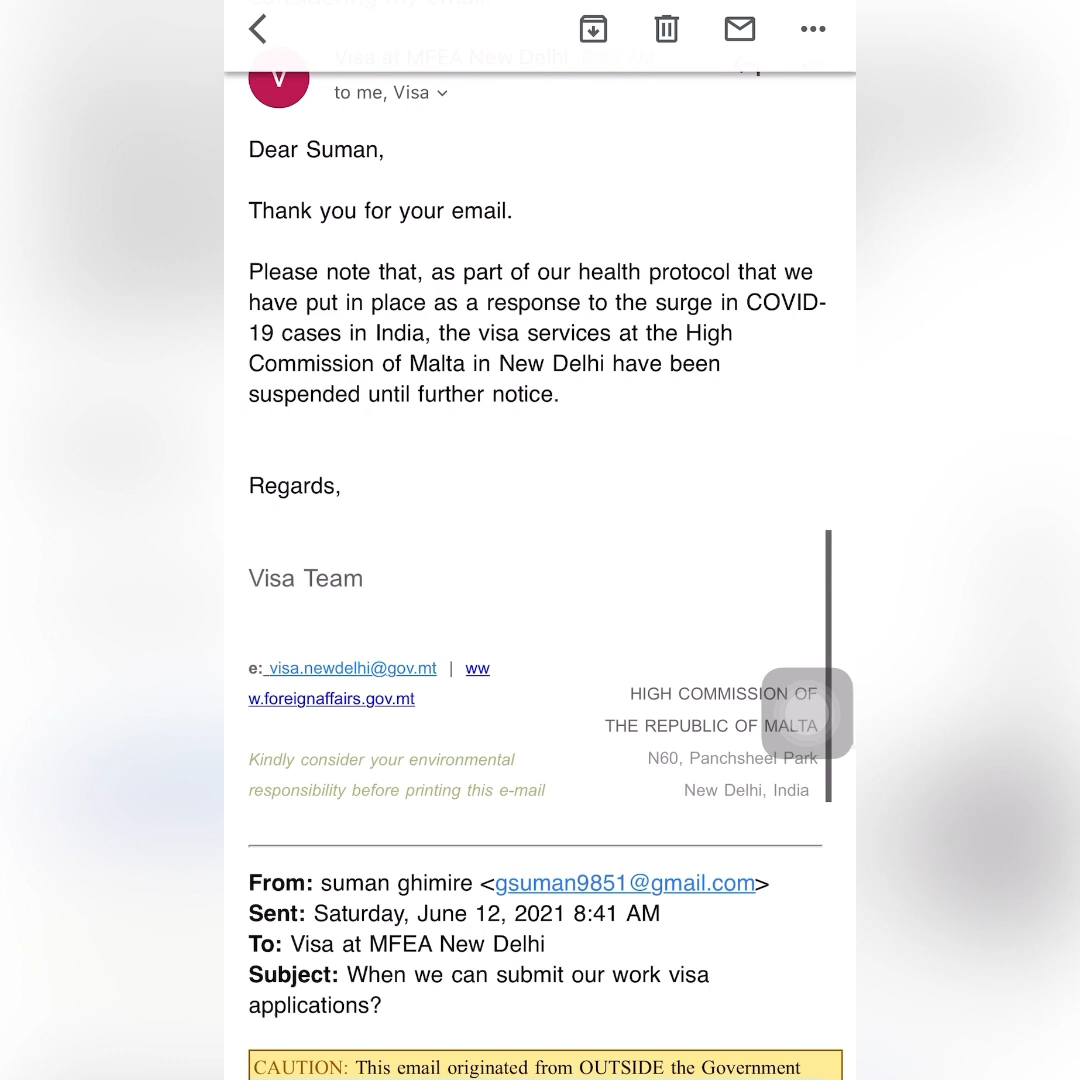 Visa at MFEA New Delhi
V
to me, Visa
Dear Suman,
Thank you for your email.
Please note that, as part of our health protocol that we
have put in place as a response to the surge in COVID-
19 cases in India, the visa services at the High
Commission of Malta in New Delhi have been
suspended until further notice.
Regards,
Visa Team
e: visa.newdelhi@gov.mt | ww
w.foreignaffairs.gov.mt
HIGH COMMISSION OF
THE REPUBLIC OF MALTA
N60, Panchsheel Park
New Delhi, India
Kindly consider your environmental
responsibility before printing this e-mail
From: suman ghimire <gsuman9851@gmail.com>
Sent: Saturday, June 12, 2021 8:41 AM
To: Visa at MFEA New Delhi
Subject: When we can submit our work visa
applications?
CAUTION: This email originated from OUTSIDE the Government